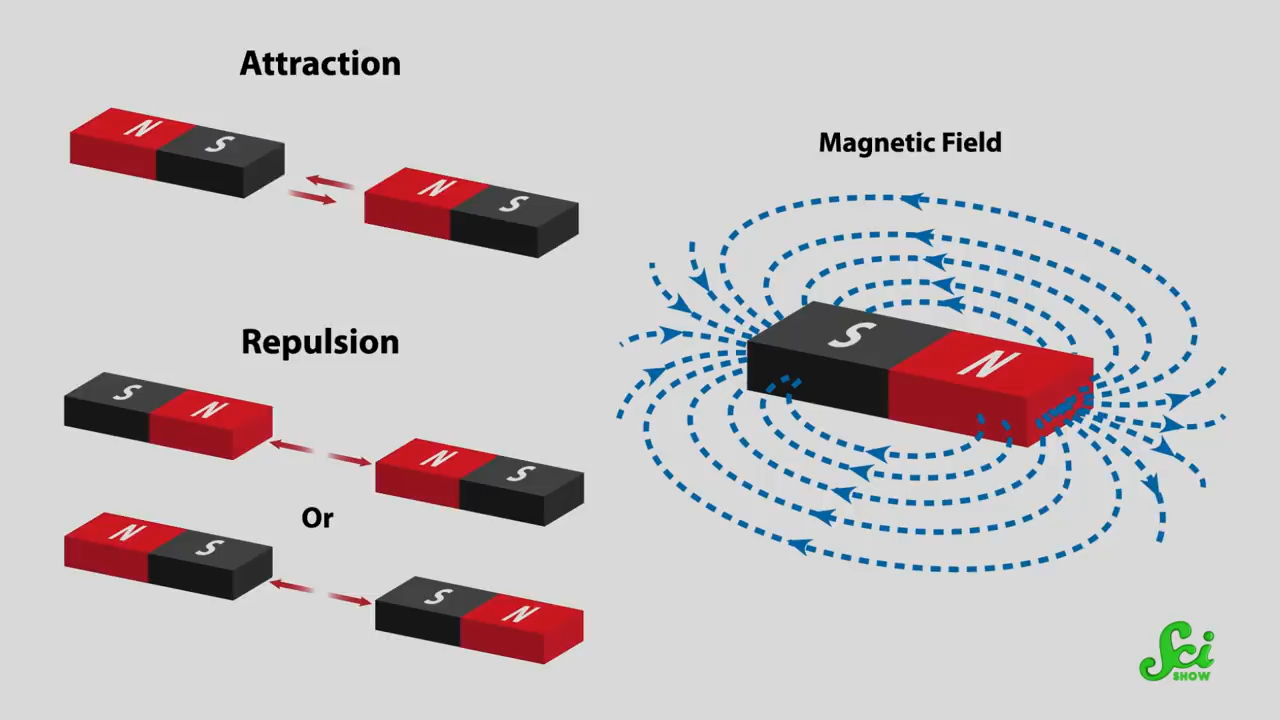 Attraction
N S
N S
Repulsion
S N
N S
Or
N S
S N
Magnetic Field
S N
Sci
SHOW